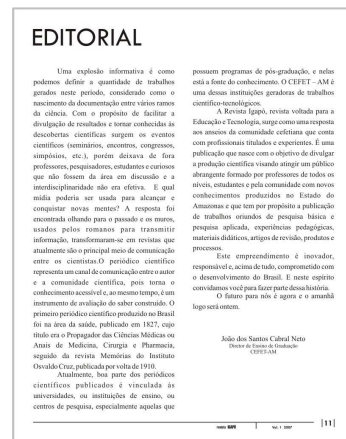 EDITORIAL
Uma explosão informativa é como
podemos definir a quantidade de trabalhos
gerados neste período, considerado como o
nascimento da documentação entre vários ramos
da ciência. Com o propósito de facilitar a
divulgação de resultados e tornar conhecidas às
descobertas científicas surgem os eventos
científicos (seminários, encontros, congressos,
simpósios, etc.), porém deixava de fora
professores, pesquisadores, estudantes e curiosos
que não fossem da área em discussão e a
interdisciplinaridade não era efetiva. E qual
mídia poderia ser usada para alcançar e
conquistar novas mentes? A resposta foi
encontrada olhando para o passado e os muros,
usados pelos romanos para transmitir
informação, transformaram-se em revistas que
atualmente são o principal meio de comunicação
entre os cientistas.O periódico científico
representa um canal de comunicação entre o autor
e a comunidade científica, pois torna o
conhecimento acessível e, ao mesmo tempo, é um
instrumento de avaliação do saber construído. O
primeiro periódico científico produzido no Brasil
foi na área da saúde, publicado em 1827, cujo
título era o Propagador das Ciências Médicas ou
Anais de Medicina, Cirurgia e Pharmacia,
seguido da revista Memórias do Instituto
Osvaldo Cruz, publicada por volta de 1910.
Atualmente, boa parte dos periódicos
científicos publicados é vinculada às
universidades, ou instituições de ensino, ou
centros de pesquisa, especialmente aquelas que
possuem programas de pós-graduação, e nelas
está a fonte do conhecimento. O CEFET – AM é
uma dessas instituições geradoras de trabalhos
científico-tecnológicos.
A Revista Igapó, revista voltada para a
Educação e Tecnologia, surge como uma resposta
aos anseios da comunidade cefetiana que conta
com profissionais titulados e experientes. É uma
publicação que nasce com o objetivo de divulgar
a produção científica visando atingir um público
abrangente formado por professores de todos os
níveis, estudantes e pela comunidade com novos
conhecimentos produzidos no Estado do
Amazonas e que tem por propósito a publicação
de trabalhos oriundos de pesquisa básica e
pesquisa aplicada, experiências pedagógicas,
materiais didáticos, artigos de revisão, produtos e
processos.
Este empreendimento é inovador,
responsável e, acima de tudo, comprometido com
o desenvolvimento do Brasil. E neste espírito
convidamos você para fazer parte dessa história.
O futuro para nós é agora e o amanhã
logo será ontem.
João dos Santos Cabral Neto
Diretor de Ensino de Graduação
CEFET-AM
revista IGAPÓ Vol. 1 2007 |11|